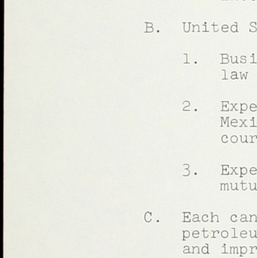 B. United S
1. Busi
law
2. Expe
Mexi
cour
3. Expe
mutu
C. Each can
petroleu
and impr